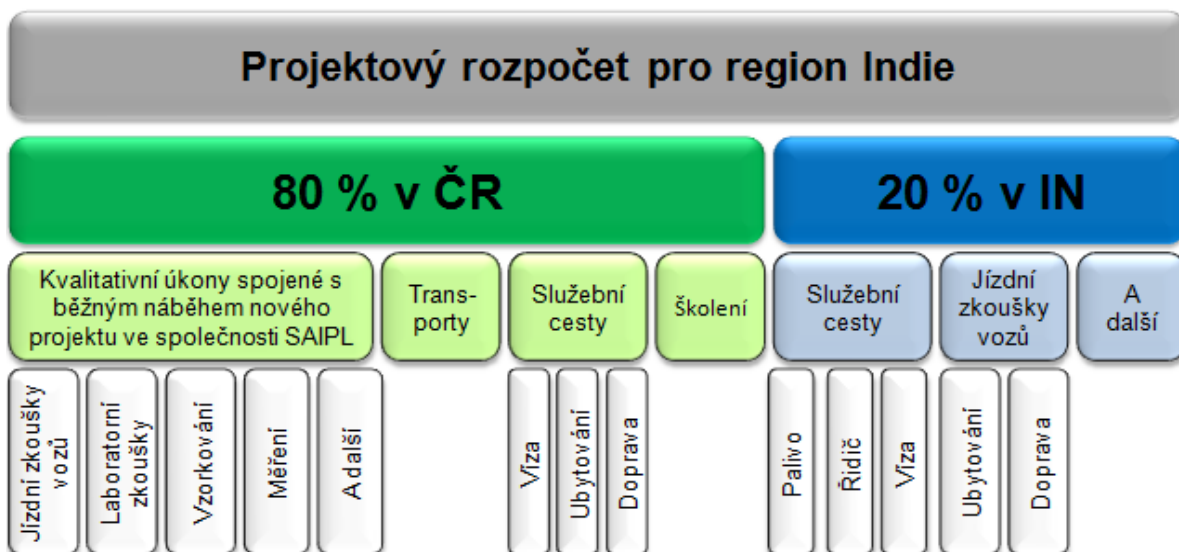 Projektový rozpočet pro region Indie
80 % v ČR
20 % v IN
Kvalitativní úkony spojené s
běžným náběhem nového
projektu ve společnosti SAIPL
Trans-
porty
Služební
cesty
Školení
Služební
cesty
Jízdní
zkoušky
vozů
A
další
Jízdní zkoušky
vozů
Laboratorní
zkoušky
Vzorkování
Měření
A další
Víza
Ubytování
Doprava
Palivo
Řidič
Víza
Ubytování
Doprava